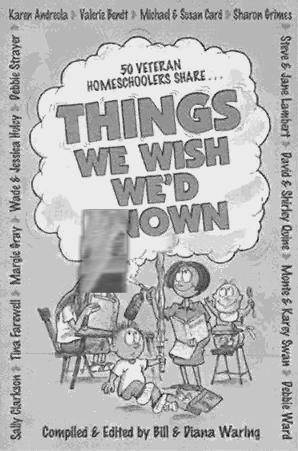 Karen Andreola Valerie Bendt Michael & Susan Card Sharon Grimes
Steve & Jane Lambert David & Shirley Quine Monte & Karey Swan Debbie Ward
Sally Clarkson Tina Farewell Margie Gray Wade & Jessica Hulcy Debbie Strayer
50 VETERAN
HOMESCHOOLERS SHARE...
THINGS
WE WISH
WE'D
NOWN
Compiled & Edited by Bill & Diana Waring